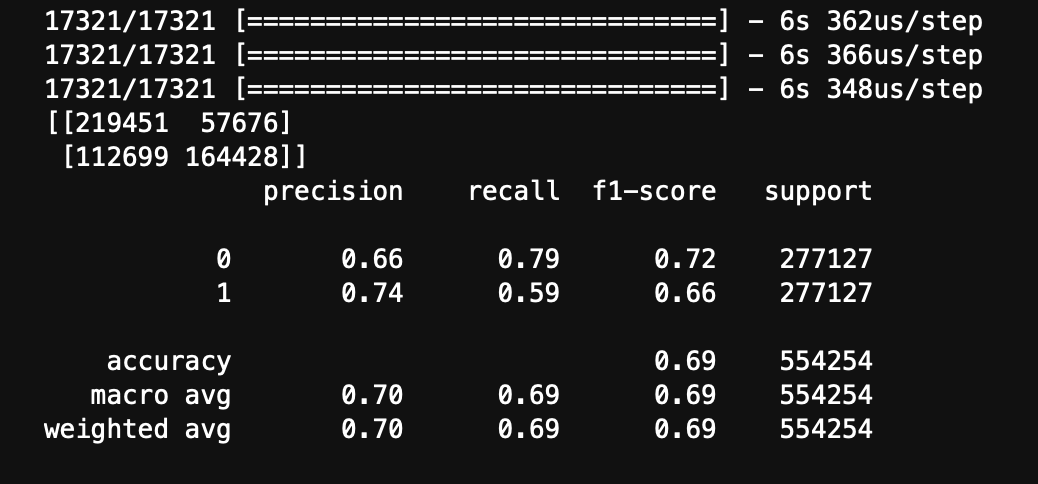 17321/17321 [==============================] - 6s 362us/step
17321/17321 [==============================] - 6s 366us/step
17321/17321 [==============================] - 6s 348us/step
[[219451  57676]
 [112699 164428]]
              precision    recall  f1-score   support

           0       0.66      0.79      0.72    277127
           1       0.74      0.59      0.66    277127

    accuracy                           0.69    554254
   macro avg       0.70      0.69      0.69    554254
weighted avg       0.70      0.69      0.69    554254